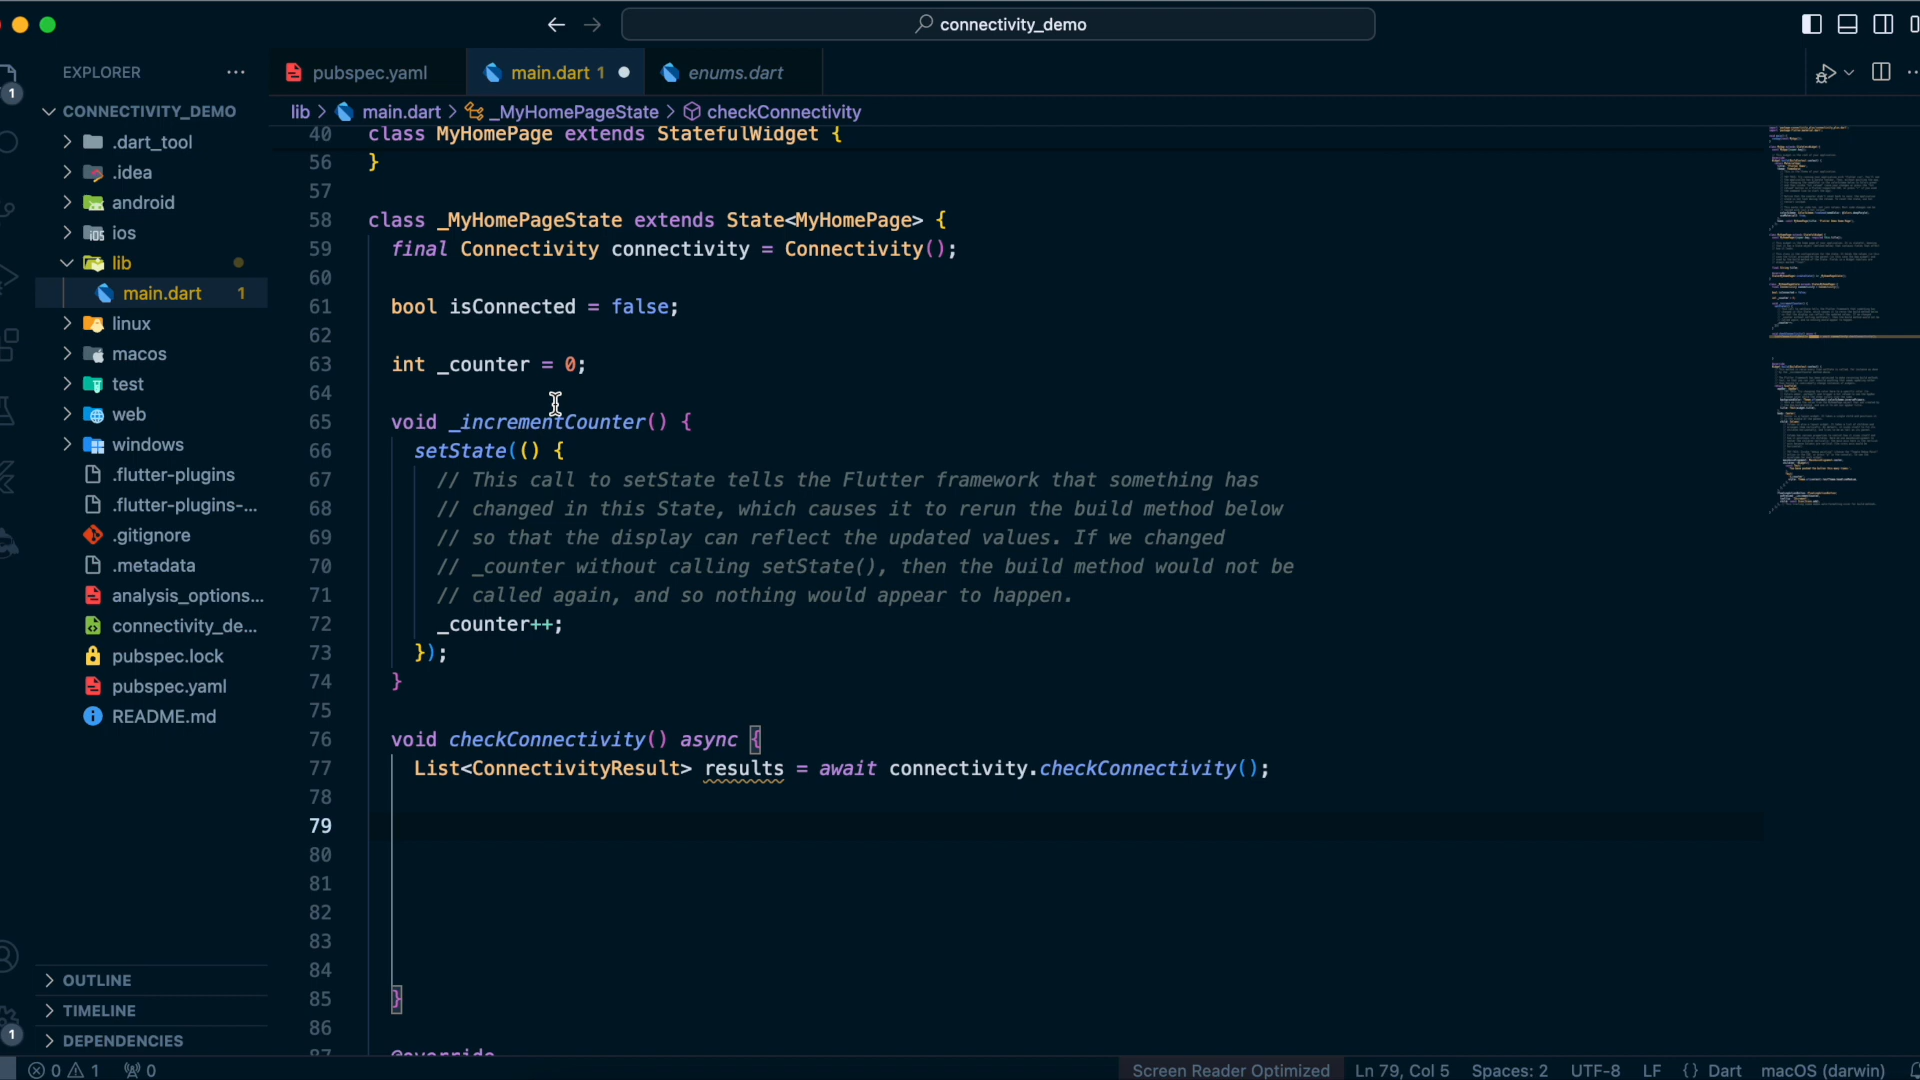 connectivity_demo
EXPLORER
pubspec.yaml
main.dart 1
enums.dart
1
CONNECTIVITY_DEMO
lib > main.dart > _MyHomePageState > checkConnectivity
.dart_tool
.idea
android
ios
lib
main.dart 1
linux
macos
test
web
windows
.flutter-plugins
.flutter-plugins-...
.gitignore
.metadata
analysis_options...
connectivity_de...
pubspec.lock
pubspec.yaml
README.md
OUTLINE
TIMELINE
1
DEPENDENCIES
40 class MyHomePage extends StatefulWidget {
56 }
57
58 class _MyHomePageState extends State<MyHomePage> {
59 final Connectivity connectivity = Connectivity();
60
61 bool isConnected = false;
62
63 int _counter = 0;
64
65 void _incrementCounter() {
66 setState(() {
67 // This call to setState tells the Flutter framework that something has
68 // changed in this State, which causes it to rerun the build method below
69 // so that the display can reflect the updated values. If we changed
70 // _counter without calling setState(), then the build method would not be
71 // called again, and so nothing would appear to happen.
72 _counter++;
73 });
74 }
75
76 void checkConnectivity() async {
77 List<ConnectivityResult> results = await connectivity.checkConnectivity();
78
79
80
81
82
83
84
85 }
86
87 @override
0 1 0
Screen Reader Optimized Ln 79, Col 5 Spaces: 2 UTF-8 LF {} Dart macOS (darwin)